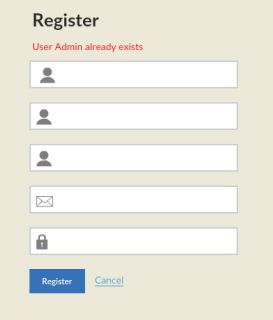 Register
User Admin already exists
Register
Cancel